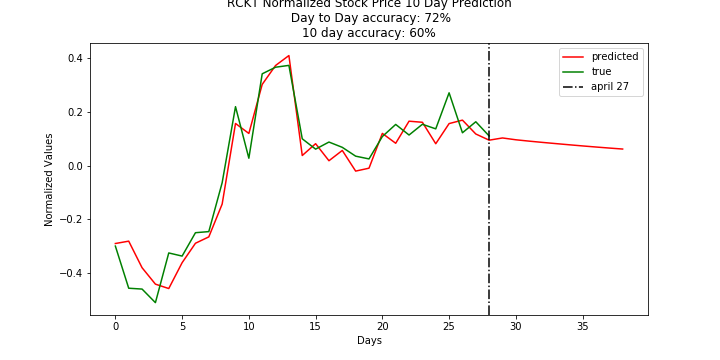 RCKT Normalized Stock Price 10 Day Prediction
Day to Day accuracy: 72%
10 day accuracy: 60%
predicted
true
april 27
0.4
0.2
0.0
−0.2
−0.4
Normalized Values
0
5
10
15
20
25
30
35
Days